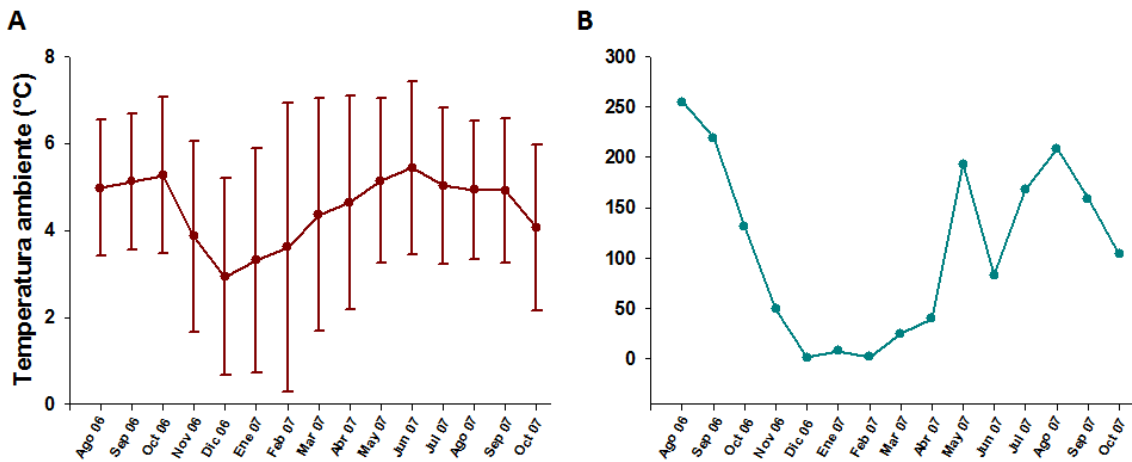 A
Temperatura ambiente (°C)
8
6
4
2
0
Ago 06
Sep 06
Oct 06
Nov 06
Dic 06
Ene 07
Feb 07
Mar 07
Abr 07
May 07
Jun 07
Jul 07
Ago 07
Sep 07
Oct 07
B
300
250
200
150
100
50
0
Ago 06
Sep 06
Oct 06
Nov 06
Dic 06
Ene 07
Feb 07
Mar 07
Abr 07
May 07
Jun 07
Jul 07
Ago 07
Sep 07
Oct 07